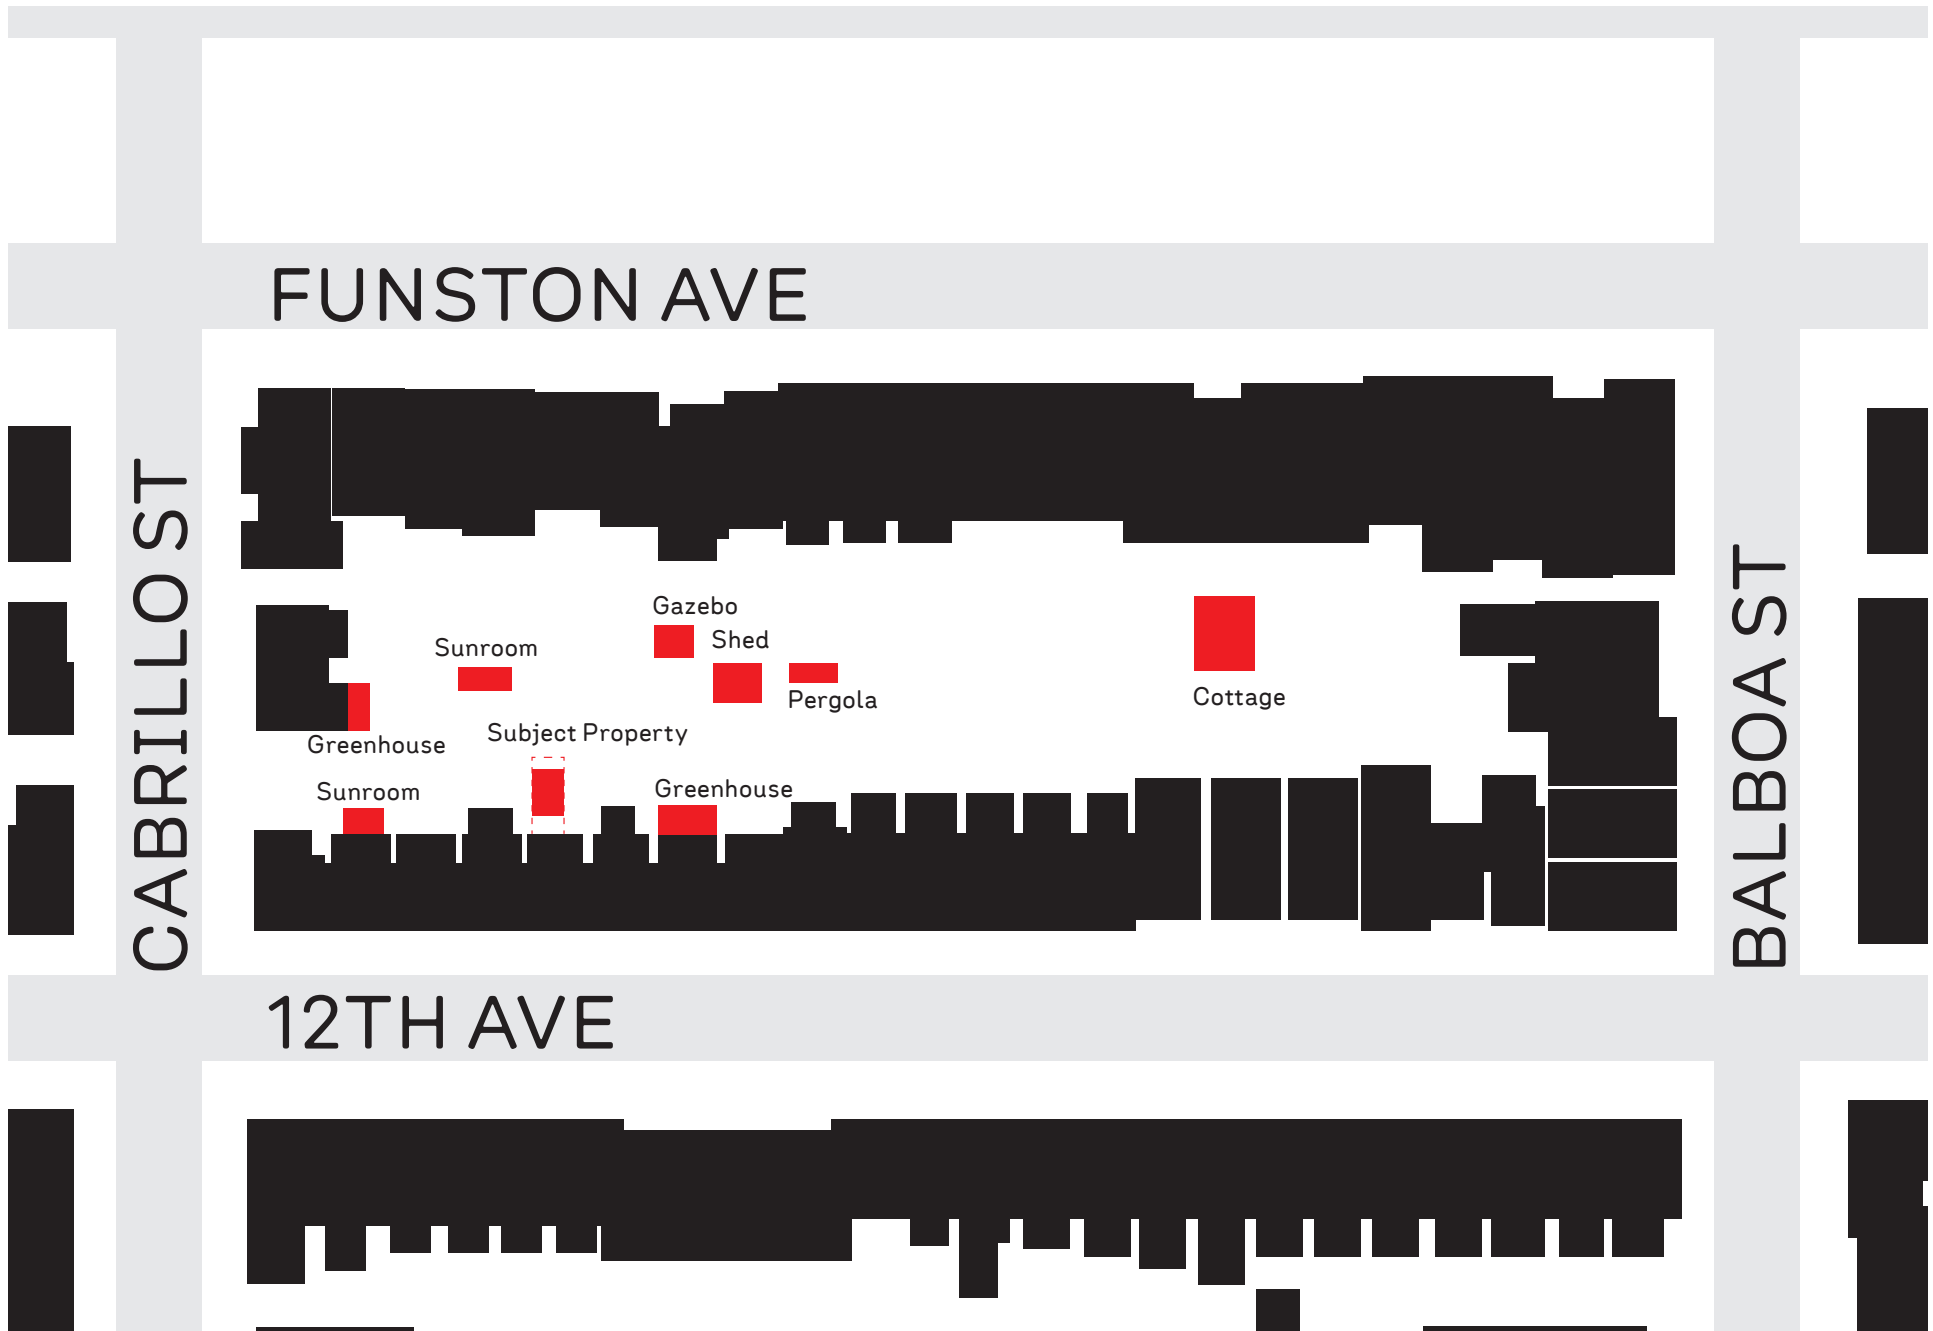 FUNSTON AVE
CABRILLO ST
BALBOA ST
Gazebo
Shed
Sunroom
Pergola
Cottage
Subject Property
Greenhouse
Sunroom
Greenhouse
12TH AVE